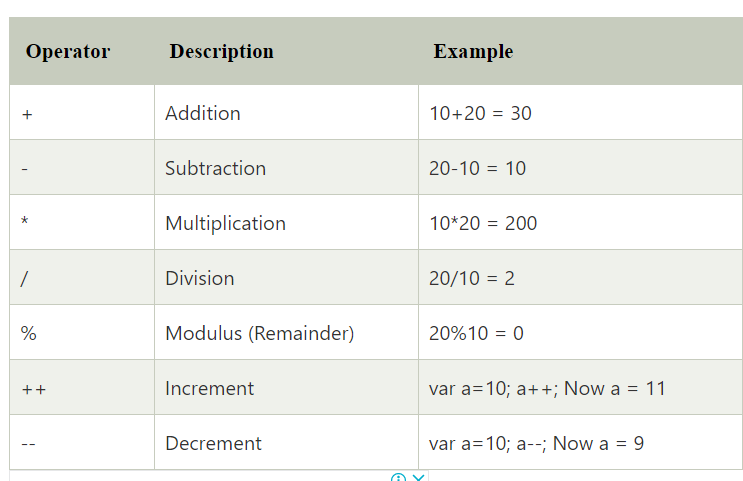 Operator Description Example
+ Addition 10+20 = 30
- Subtraction 20-10 = 10
* Multiplication 10*20 = 200
/ Division 20/10 = 2
% Modulus (Remainder) 20%10 = 0
++ Increment var a=10; a++; Now a = 11
-- Decrement var a=10; a--; Now a = 9